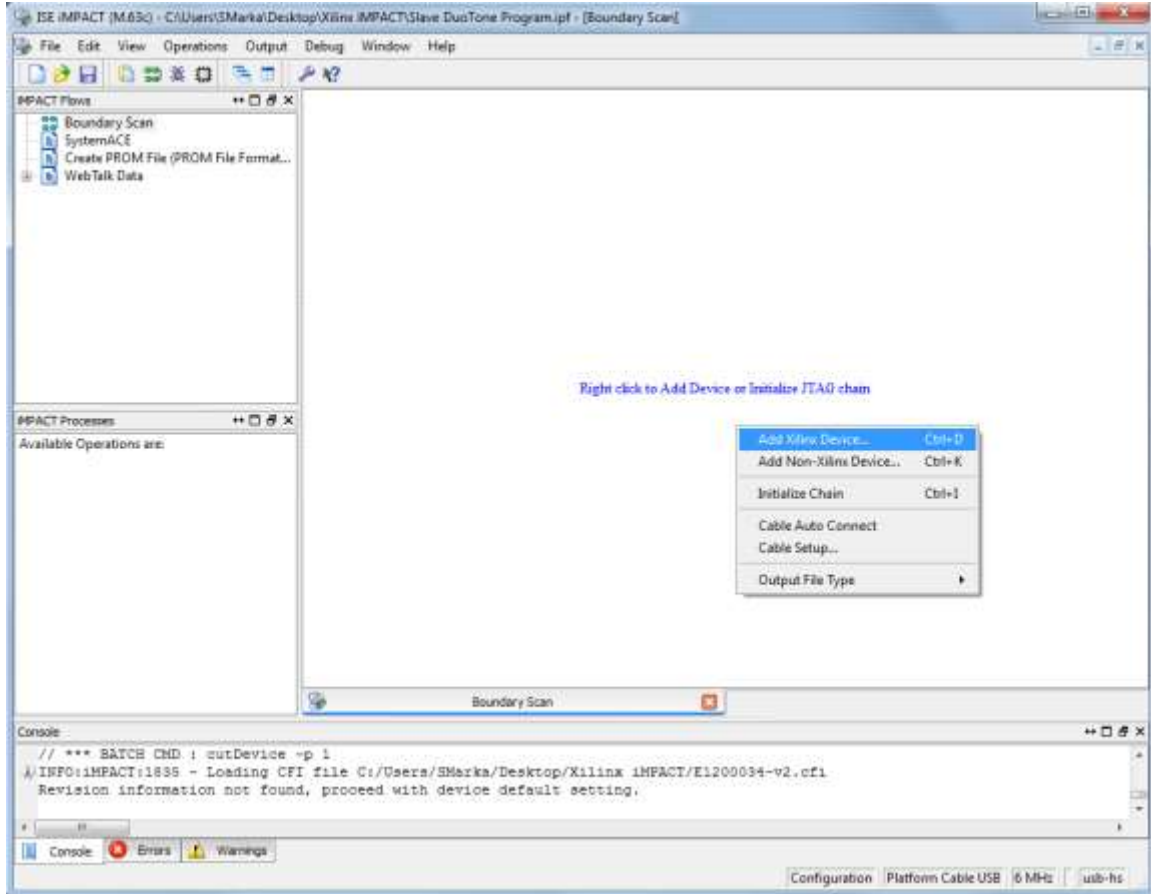 ISE iMPACT (M.63c) - C:\Users\SMarka\Desktop\Xilinx iMPACT\Slave DuoTone Program.ipf - [Boundary Scan]
File Edit View Operations Output Debug Window Help
iMPACT Flows
Boundary Scan
SystemACE
Create PROM File (PROM File Format...
WebTalk Data
Right click to Add Device or Initialize JTAG chain
iMPACT Processes
Available Operations are:
Add Xilinx Device... Ctrl+D
Add Non-Xilinx Device... Ctrl+K
Initialize Chain Ctrl+I
Cable Auto Connect
Cable Setup...
Output File Type
Boundary Scan
Console
// *** BATCH CMD : cutDevice -p 1
INFO:iMPACT:1835 - Loading CFI file C:/Users/SMarka/Desktop/Xilinx iMPACT/E1200034-v2.cfi
Revision information not found, proceed with device default setting.
Console Errors Warnings
Configuration Platform Cable USB 6 MHz usb-hs